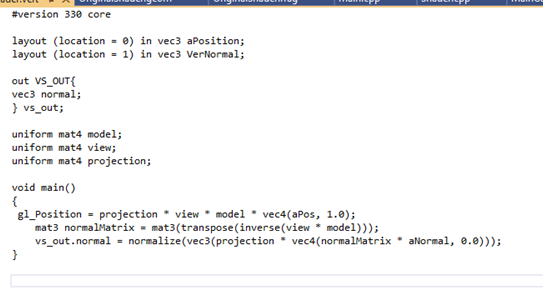 #version 330 core
layout (location = 0) in vec3 aPosition;
layout (location = 1) in vec3 VerNormal;
out VS_OUT{
vec3 normal;
} vs_out;
uniform mat4 model;
uniform mat4 view;
uniform mat4 projection;
void main()
{
gl_Position = projection * view * model * vec4(aPos, 1.0);
mat3 normalMatrix = mat3(transpose(inverse(view * model)));
vs_out.normal = normalize(vec3(projection * vec4(normalMatrix * aNormal, 0.0)));
}